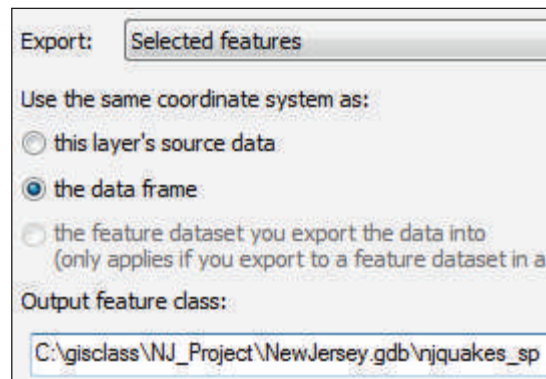 Export: Selected features
Use the same coordinate system as:
this layer's source data
the data frame
the feature dataset you export the data into
(only applies if you export to a feature dataset in a
Output feature class:
C:\gisclass\NJ_Project\NewJersey.gdb\njquakes_sp